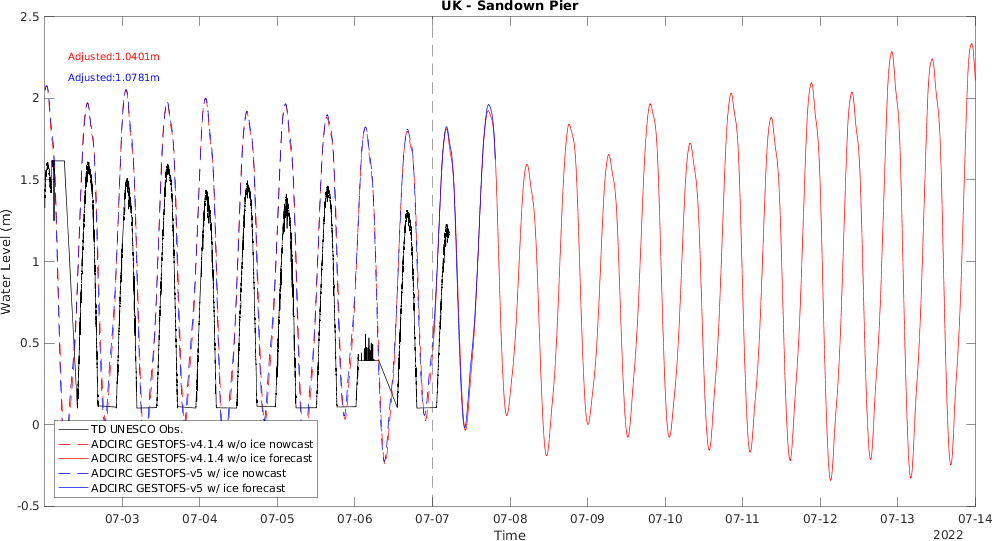 UK - Sandown Pier
2.5
2
1.5
1
0.5
0
-0.5
Water Level (m)
Adjusted:1.0401m
Adjusted:1.0781m
TD UNESCO Obs.
ADCIRC GESTOFS-v4.1.4 w/o ice nowcast
ADCIRC GESTOFS-v4.1.4 w/o ice forecast
ADCIRC GESTOFS-v5 w/ ice nowcast
ADCIRC GESTOFS-v5 w/ ice forecast
07-03 07-04 07-05 07-06 07-07 07-08 07-09 07-10 07-11 07-12 07-13 07-14
Time
2022